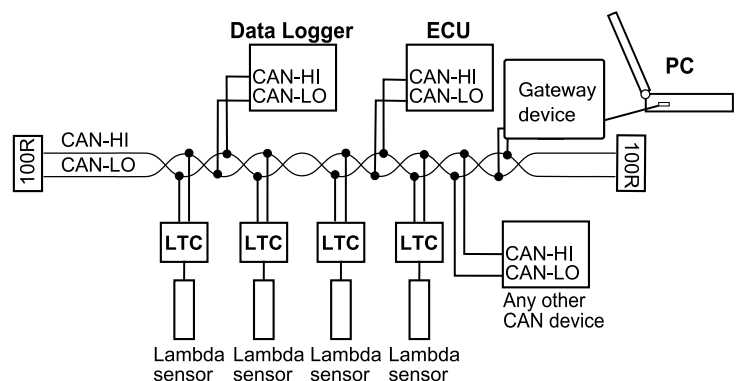 Data Logger
CAN-HI
CAN-LO
ECU
CAN-HI
CAN-LO
Gateway
device
PC
100R
CAN-HI
CAN-LO
100R
LTC
LTC
LTC
LTC
CAN-HI
CAN-LO
Any other
CAN device
Lambda
sensor
Lambda
sensor
Lambda
sensor
Lambda
sensor